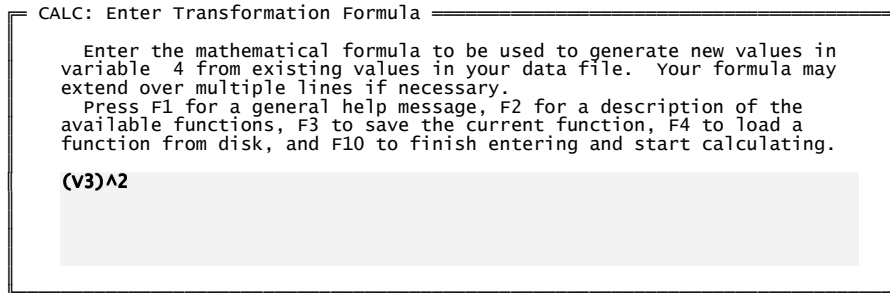 CALC: Enter Transformation Formula
Enter the mathematical formula to be used to generate new values in
variable 4 from existing values in your data file. Your formula may
extend over multiple lines if necessary.
Press F1 for a general help message, F2 for a description of the
available functions, F3 to save the current function, F4 to load a
function from disk, and F10 to finish entering and start calculating.
(V3)^2